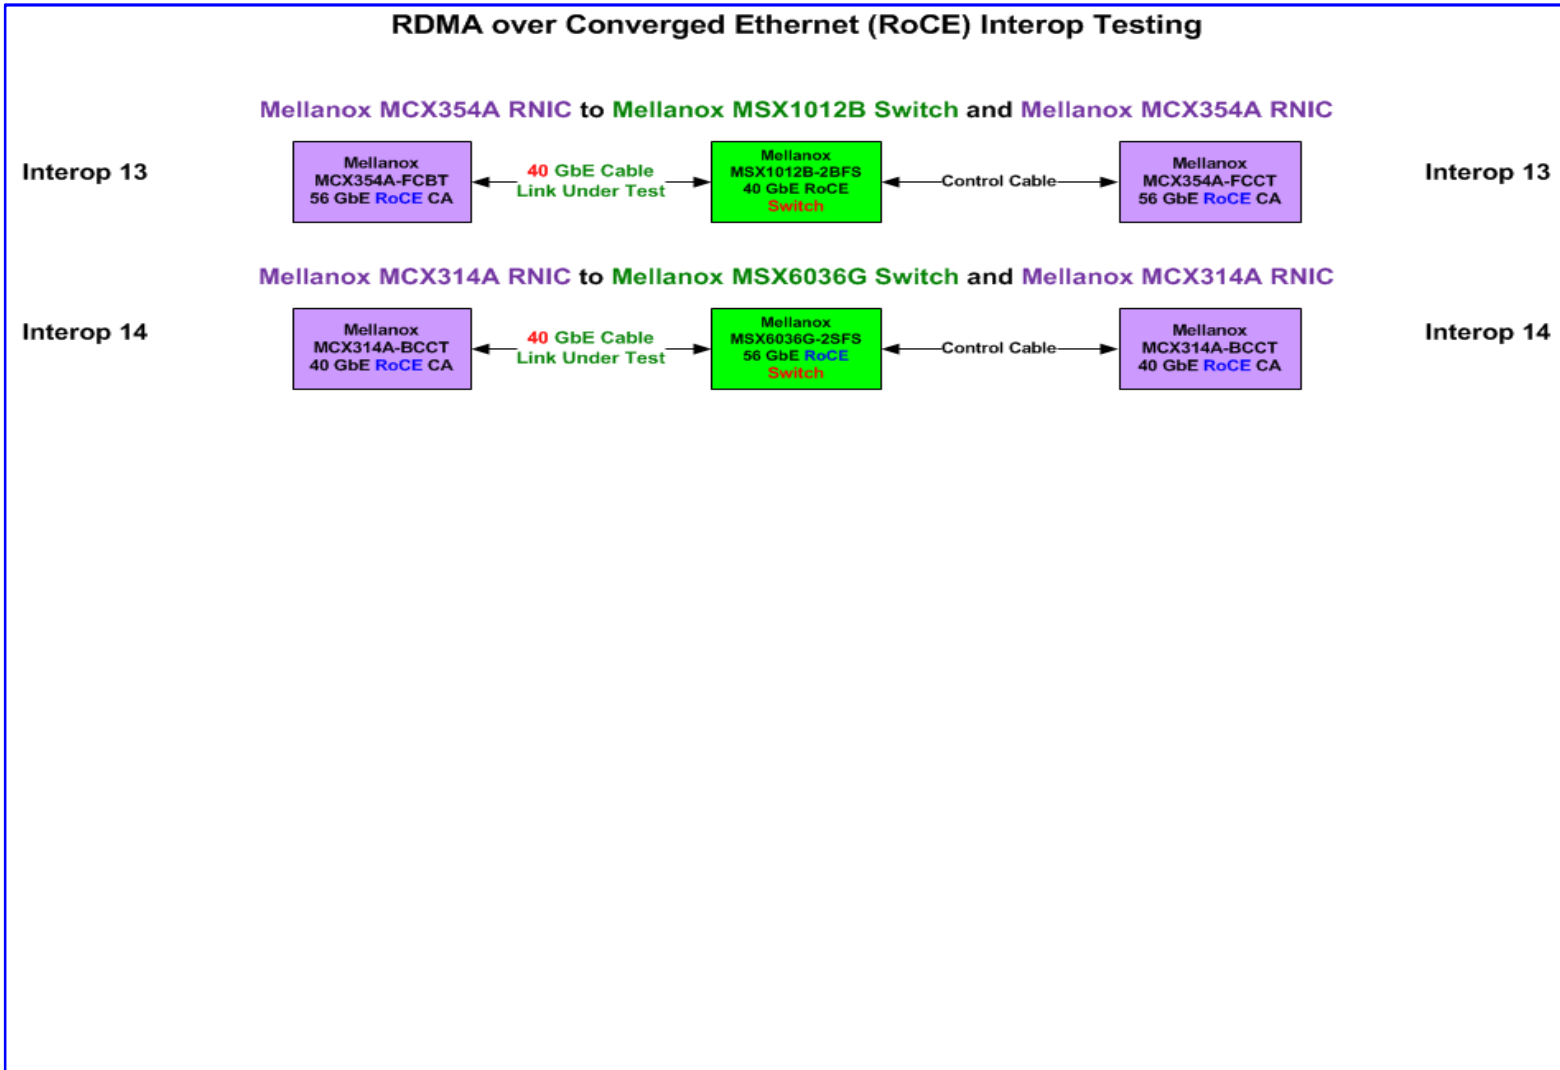 RDMA over Converged Ethernet (RoCE) Interop Testing
Mellanox MCX354A RNIC to Mellanox MSX1012B Switch and Mellanox MCX354A RNIC
Interop 13
Mellanox
MCX354A-FCBT
56 GbE RoCE CA
40 GbE Cable
Link Under Test
Mellanox
MSX1012B-2BFS
40 GbE RoCE
Switch
Control Cable
Mellanox
MCX354A-FCCT
56 GbE RoCE CA
Interop 13
Mellanox MCX314A RNIC to Mellanox MSX6036G Switch and Mellanox MCX314A RNIC
Interop 14
Mellanox
MCX314A-BCCT
40 GbE RoCE CA
40 GbE Cable
Link Under Test
Mellanox
MSX6036G-2SFS
56 GbE RoCE
Switch
Control Cable
Mellanox
MCX314A-BCCT
40 GbE RoCE CA
Interop 14